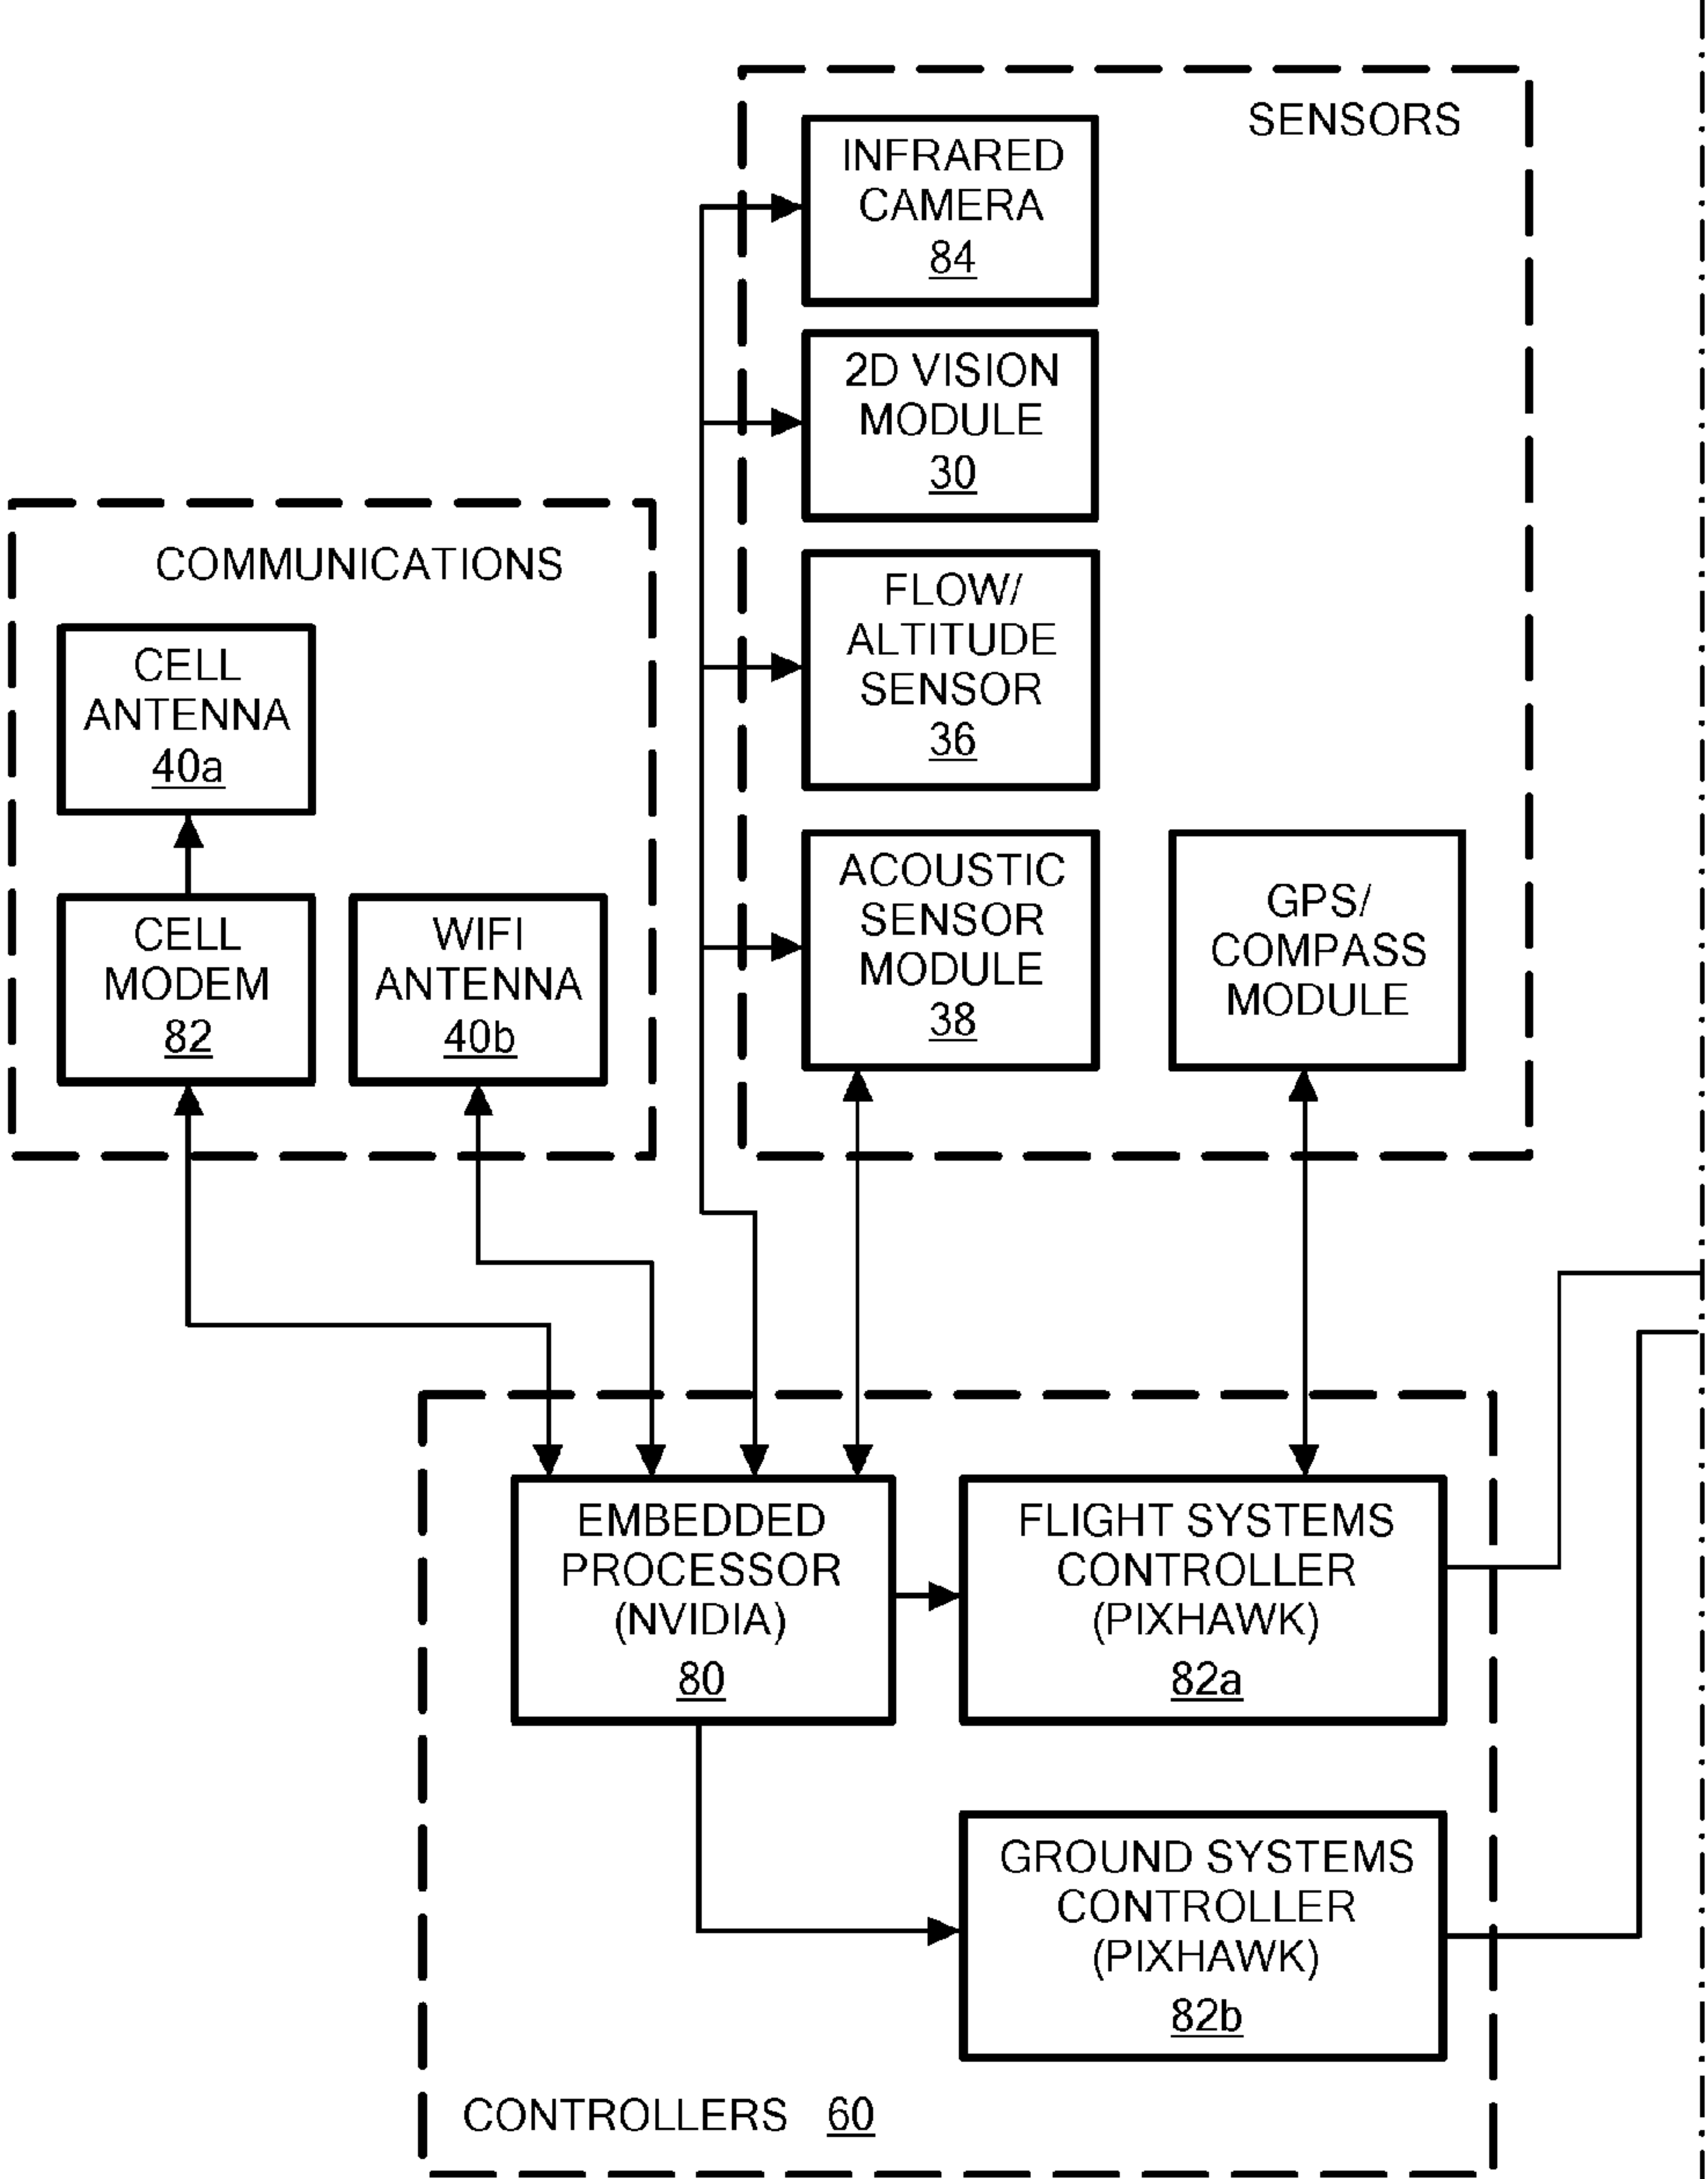 SENSORS
INFRARED
CAMERA
84
2D VISION
MODULE
30
FLOW/
ALTITUDE
SENSOR
36
ACOUSTIC
SENSOR
MODULE
38
GPS/
COMPASS
MODULE
COMMUNICATIONS
CELL
ANTENNA
40a
CELL
MODEM
82
WIFI
ANTENNA
40b
EMBEDDED
PROCESSOR
(NVIDIA)
80
FLIGHT SYSTEMS
CONTROLLER
(PIXHAWK)
82a
GROUND SYSTEMS
CONTROLLER
(PIXHAWK)
82b
CONTROLLERS 60